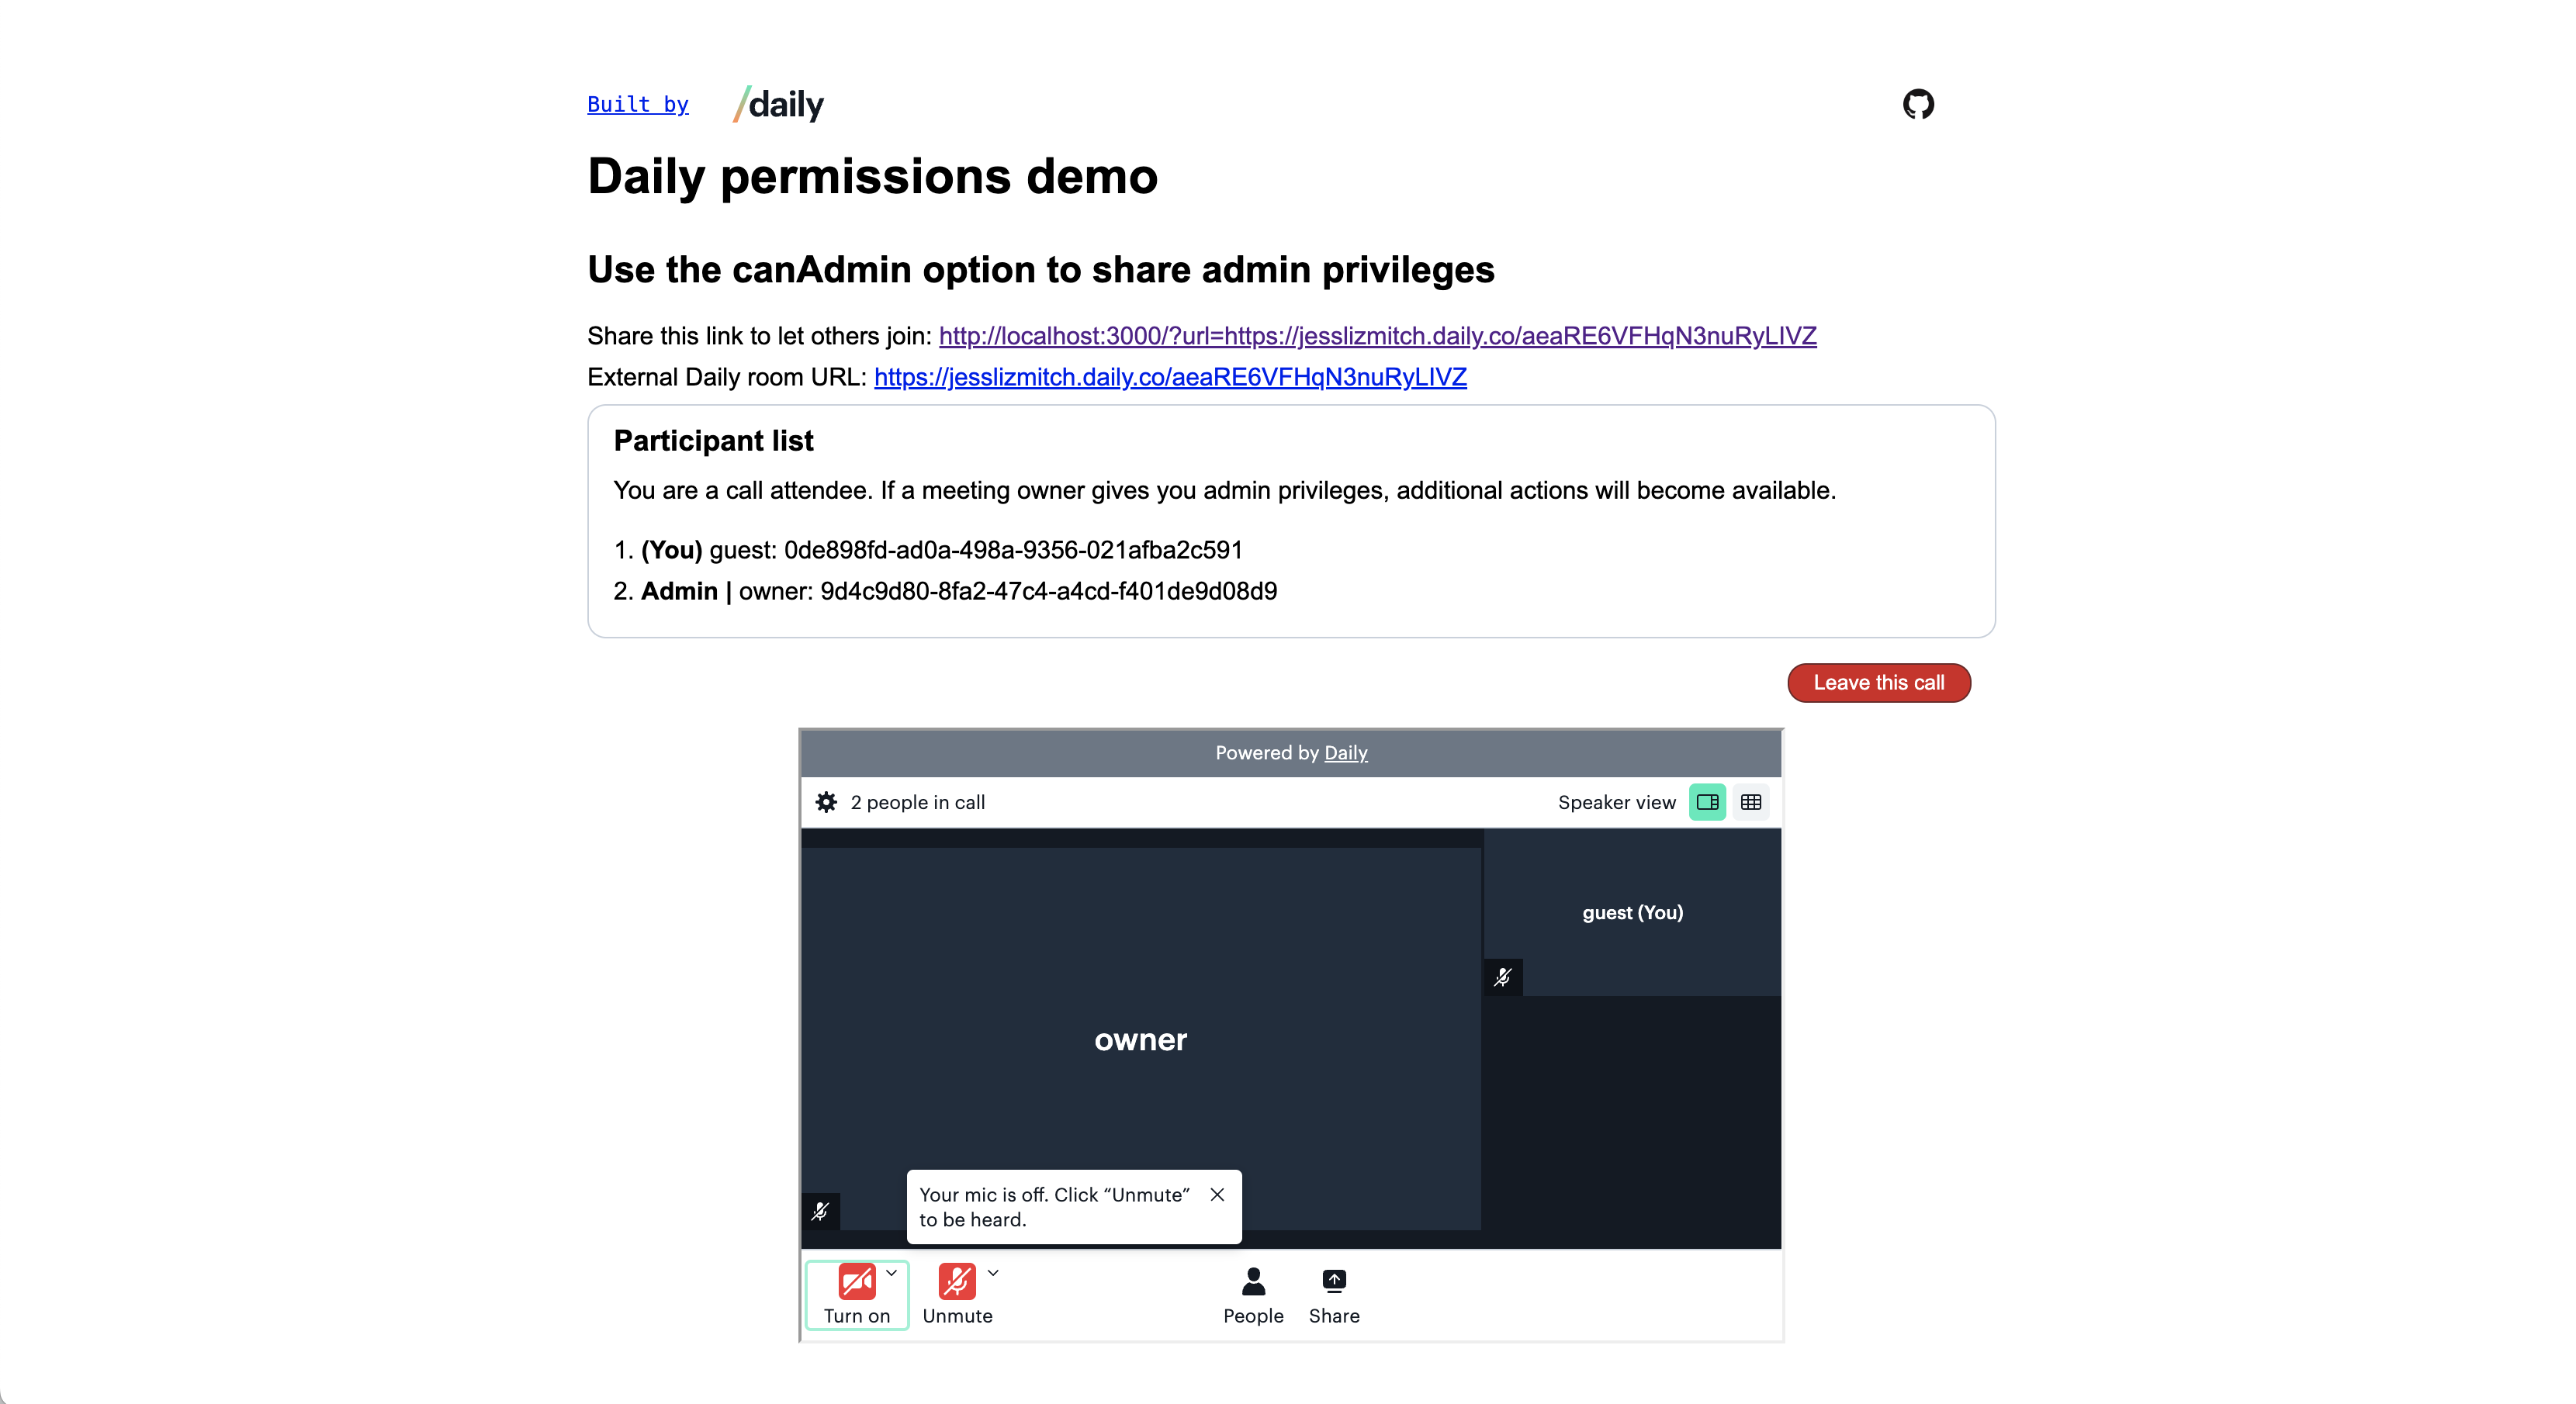 Built by /daily
Daily permissions demo
Use the canAdmin option to share admin privileges
Share this link to let others join: http://localhost:3000/?url=https://jesslizmitch.daily.co/aeaRE6VFHqN3nuRyLIVZ
External Daily room URL: https://jesslizmitch.daily.co/aeaRE6VFHqN3nuRyLIVZ
Participant list
You are a call attendee. If a meeting owner gives you admin privileges, additional actions will become available.
1. (You) guest: 0de898fd-ad0a-498a-9356-021afba2c591
2. Admin | owner: 9d4c9d80-8fa2-47c4-a4cd-f401de9d08d9
Leave this call
Powered by Daily
2 people in call
Speaker view
guest (You)
owner
Your mic is off. Click “Unmute”
to be heard.
Turn on
Unmute
People
Share